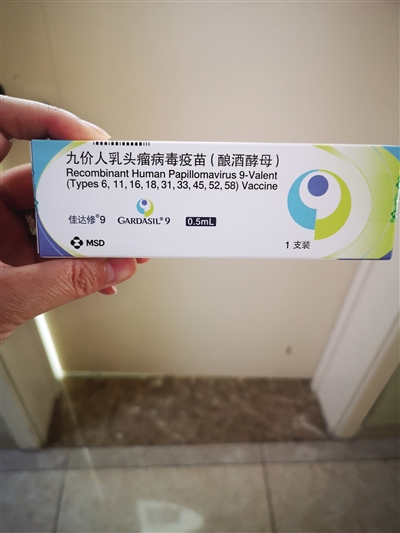 九价人乳头瘤病毒疫苗(酿酒酵母)
Recombinant Human Papillomavirus 9-Valent
(Types 6, 11, 16, 18, 31, 33, 45, 52, 58) Vaccine
佳达修®9 GARDASIL®9 0.5mL
MSD 1 支装